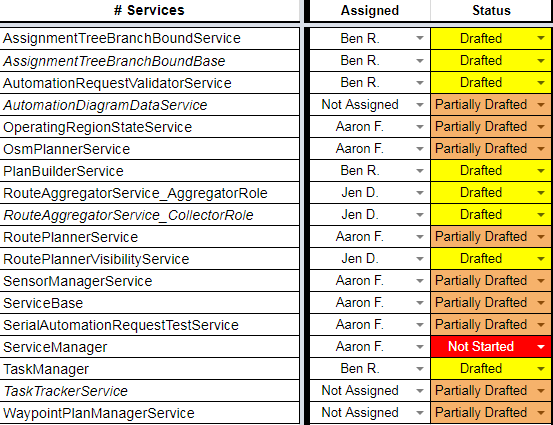 # Services Assigned Status
AssignmentTreeBranchBoundService Ben R. Drafted
AssignmentTreeBranchBoundBase Ben R. Drafted
AutomationRequestValidatorService Ben R. Drafted
AutomationDiagramDataService Not Assigned Partially Drafted
OperatingRegionStateService Aaron F. Partially Drafted
OsmPlannerService Aaron F. Partially Drafted
PlanBuilderService Ben R. Drafted
RouteAggregatorService_AggregatorRole Jen D. Drafted
RouteAggregatorService_CollectorRole Jen D. Drafted
RoutePlannerService Aaron F. Partially Drafted
RoutePlannerVisibilityService Jen D. Drafted
SensorManagerService Aaron F. Partially Drafted
ServiceBase Aaron F. Partially Drafted
SerialAutomationRequestTestService Aaron F. Partially Drafted
ServiceManager Aaron F. Not Started
TaskManager Ben R. Drafted
TaskTrackerService Not Assigned Partially Drafted
WaypointPlanManagerService Not Assigned Partially Drafted